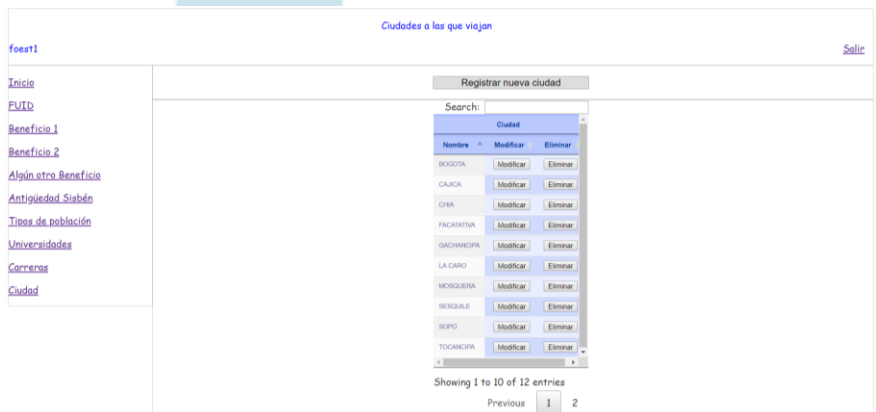 Ciudades a las que viajan
foest1 Salir
Inicio
FUID
Beneficio 1
Beneficio 2
Algún otro Beneficio
Antigüedad Sisbén
Tipos de población
Universidades
Carreras
Ciudad
Registrar nueva ciudad
Search:
Ciudad
Nombre Modificar Eliminar
BOGOTA Modificar Eliminar
CAJICA Modificar Eliminar
CHIA Modificar Eliminar
FACATATIVA Modificar Eliminar
GACHANCIPA Modificar Eliminar
LA CARO Modificar Eliminar
MOSQUERA Modificar Eliminar
SESQUILE Modificar Eliminar
SOPO Modificar Eliminar
TOCANCIPA Modificar Eliminar
Showing 1 to 10 of 12 entries
Previous 1 2